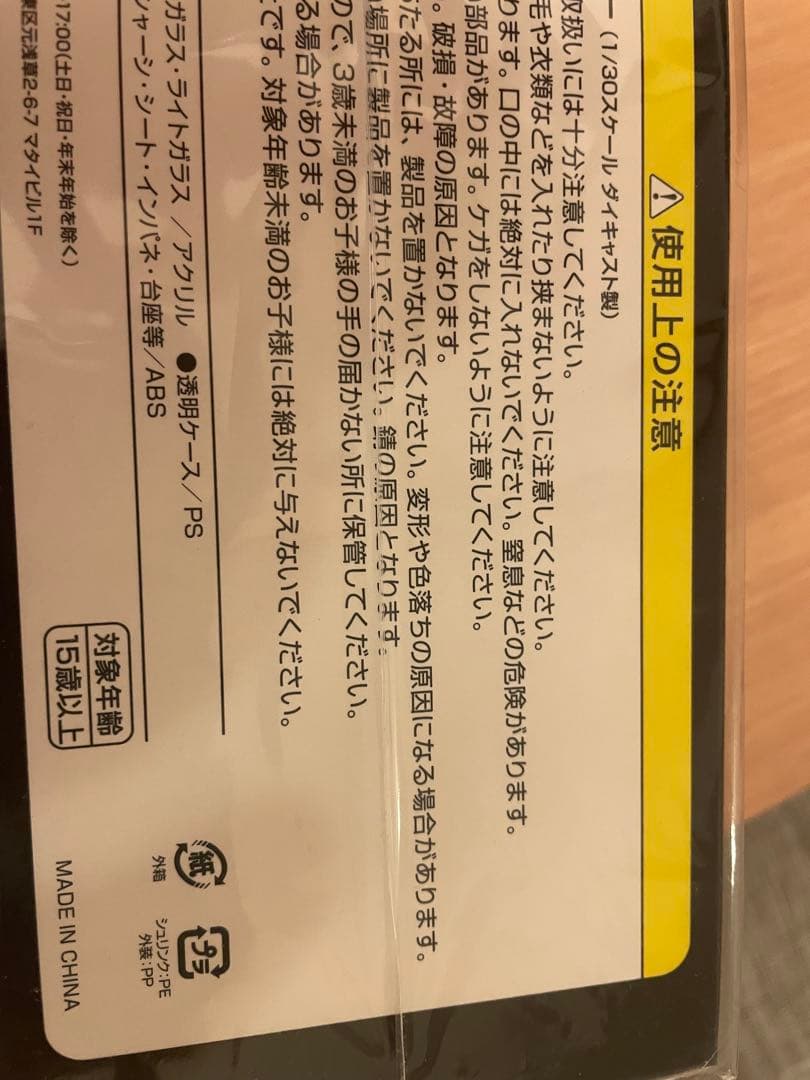 ⚠使用上の注意
ー（1/30スケール ダイキャスト製）
取扱いには十分注意してください。
毛や衣類などを入れたり挟まないように注意してください。
ります。口の中には絶対に入れないでください。窒息などの危険があります。
部品があります。ケガをしないように注意してください。
。破損・故障の原因となります。
たる所には、製品を置かないでください。変形や色落ちの原因になる場合があります。
場所に製品を置かないでください。錆の原因となります。
ので、3歳未満のお子様の手の届かない所に保管してください。
る場合があります。
です。対象年齢未満のお子様には絶対に与えないでください。
ガラス・ライトガラス／アクリル ●透明ケース／PS
シャーシ・シート・インパネ・台座等／ABS
対象年齢
15歳以上
17:00(土日・祝日・年末年始を除く)
東区元浅草2-6-7 マタイビル1F
紙
外箱
プラ
シュリンク:PE
外装:PP
MADE IN CHINA